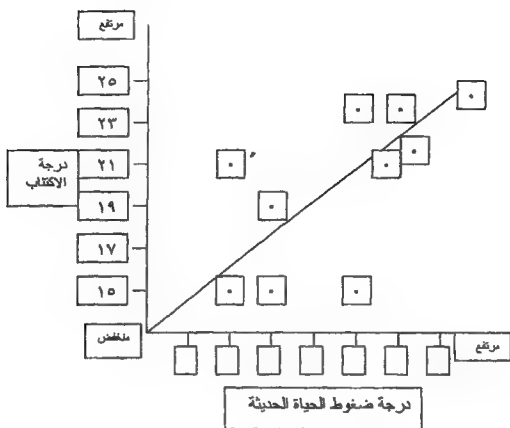 مرتفع
٢٥
٢٣
٢١
درجة
الاكتئاب
١٩
١٧
١٥
منخفض
مرتفع
درجة ضغوط الحياة الحديثة